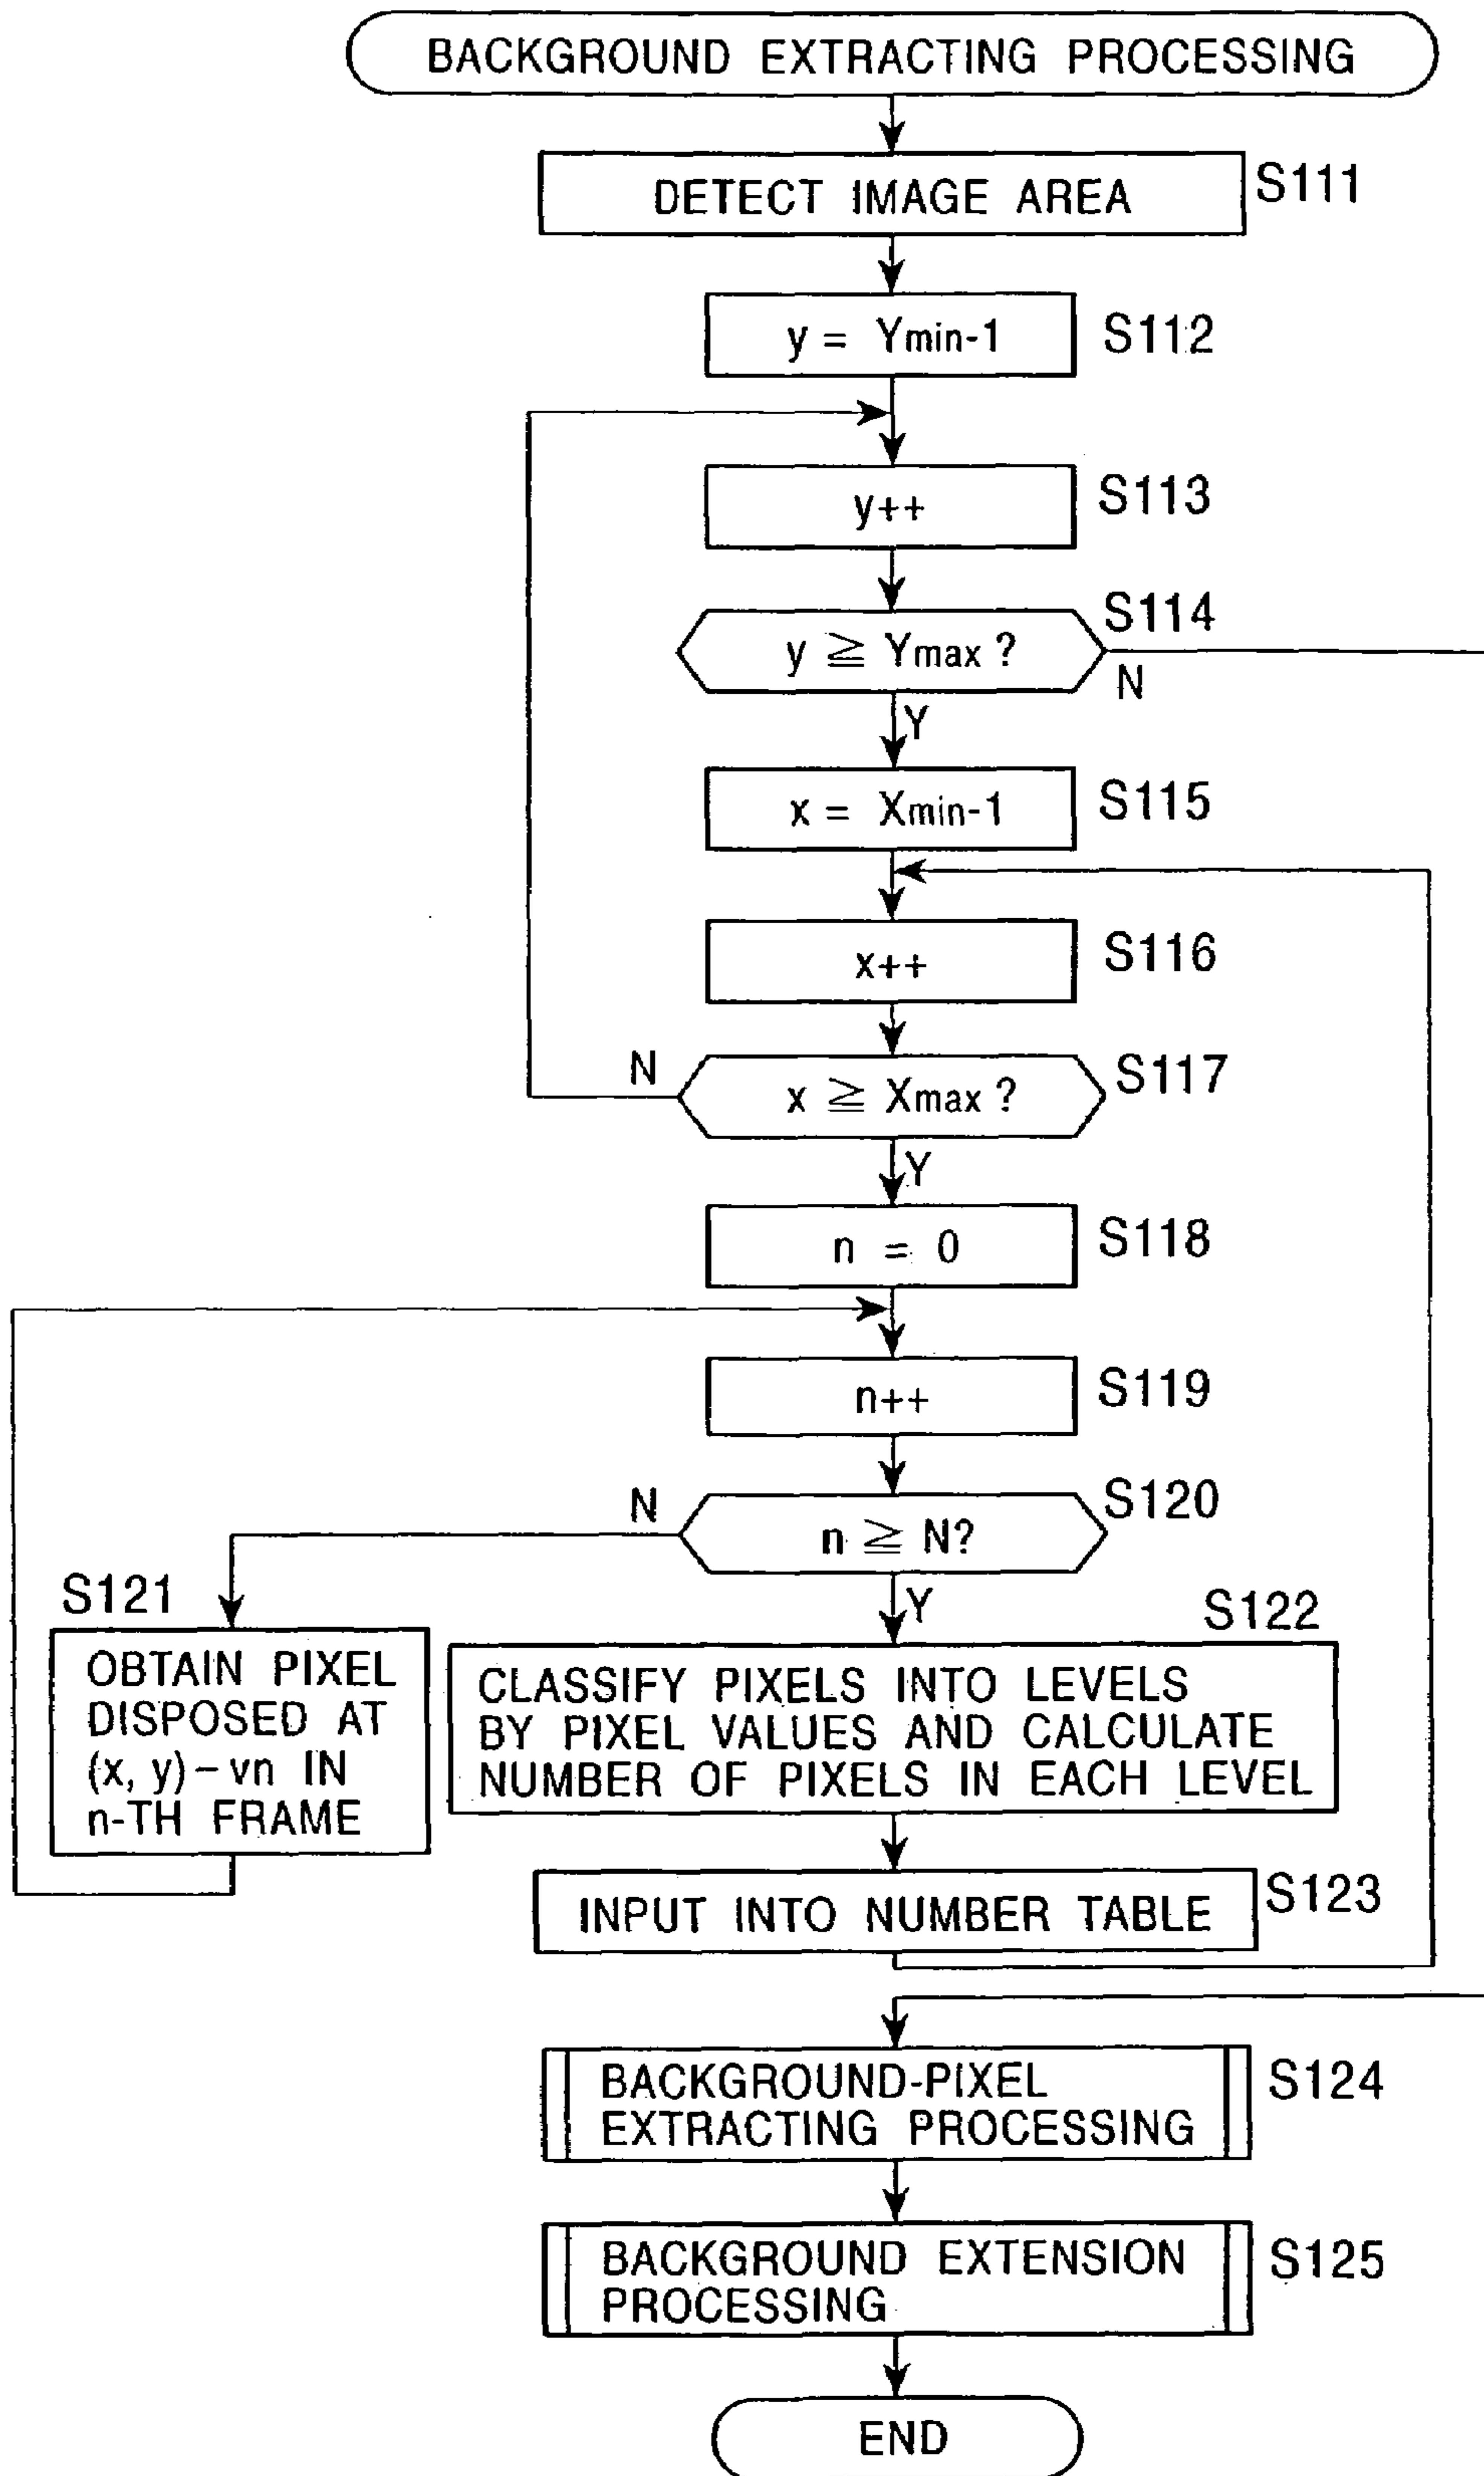 BACKGROUND EXTRACTING PROCESSING
DETECT IMAGE AREA
S111
y = Ymin-1
S112
y++
S113
y ≧ Ymax ?
S114
N
Y
x = Xmin-1
S115
x++
S116
N
x ≧ Xmax ?
S117
Y
n = 0
S118
n++
S119
N
n ≧ N?
S120
Y
S121
OBTAIN PIXEL
DISPOSED AT
(x, y) – vn IN
n-TH FRAME
S122
CLASSIFY PIXELS INTO LEVELS
BY PIXEL VALUES AND CALCULATE
NUMBER OF PIXELS IN EACH LEVEL
INPUT INTO NUMBER TABLE
S123
BACKGROUND-PIXEL
EXTRACTING PROCESSING
S124
BACKGROUND EXTENSION
PROCESSING
S125
END